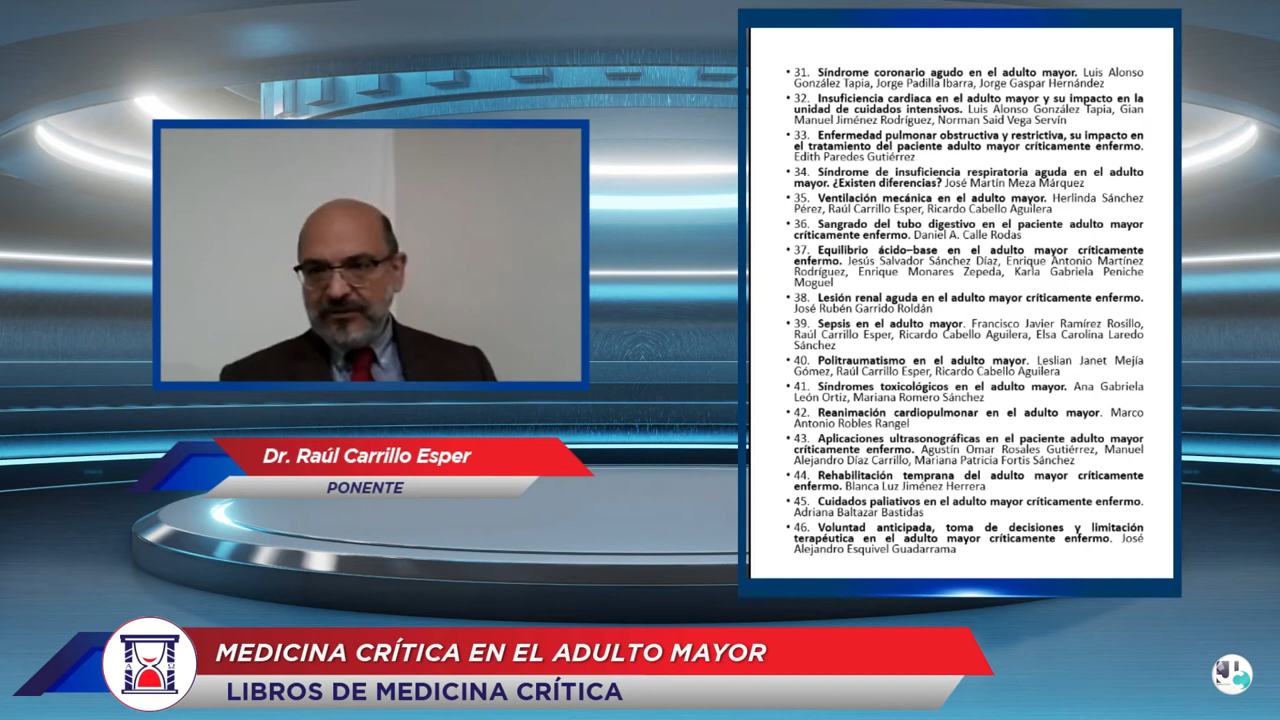 • 31. Síndrome coronario agudo en el adulto mayor. Luis Alonso
González Tapia, Jorge Padilla Ibarra, Jorge Gaspar Hernández
• 32. Insuficiencia cardiaca en el adulto mayor y su impacto en la
unidad de cuidados intensivos. Luis Alonso González Tapia, Gian
Manuel Jiménez Rodríguez, Norman Said Vega Servín
• 33. Enfermedad pulmonar obstructiva y restrictiva, su impacto en
el tratamiento del paciente adulto mayor críticamente enfermo.
Edith Paredes Gutiérrez
• 34. Síndrome de insuficiencia respiratoria aguda en el adulto
mayor. ¿Existen diferencias? José Martín Meza Márquez
• 35. Ventilación mecánica en el adulto mayor. Herlinda Sánchez
Pérez, Raúl Carrillo Esper, Ricardo Cabello Aguilera
• 36. Sangrado del tubo digestivo en el paciente adulto mayor
críticamente enfermo. Daniel A. Calle Rodas
• 37. Equilibrio ácido–base en el adulto mayor críticamente
enfermo. Jesús Salvador Sánchez Díaz, Enrique Antonio Martínez
Rodríguez, Enrique Monares Zepeda, Karla Gabriela Peniche
Moguel
• 38. Lesión renal aguda en el adulto mayor críticamente enfermo.
José Rubén Garrido Roldán
• 39. Sepsis en el adulto mayor. Francisco Javier Ramírez Rosillo,
Raúl Carrillo Esper, Ricardo Cabello Aguilera, Elsa Carolina Laredo
Sánchez
• 40. Politraumatismo en el adulto mayor. Leslian Janet Mejía
Gómez, Raúl Carrillo Esper, Ricardo Cabello Aguilera
• 41. Síndromes toxicológicos en el adulto mayor. Ana Gabriela
León Ortiz, Mariana Romero Sánchez
• 42. Reanimación cardiopulmonar en el adulto mayor. Marco
Antonio Robles Rangel
• 43. Aplicaciones ultrasonográficas en el paciente adulto mayor
críticamente enfermo. Agustín Omar Rosales Gutiérrez, Manuel
Alejandro Díaz Carrillo, Mariana Patricia Fortis Sánchez
• 44. Rehabilitación temprana del adulto mayor críticamente
enfermo. Blanca Luz Jiménez Herrera
• 45. Cuidados paliativos en el adulto mayor críticamente enfermo.
Adriana Baltazar Bastidas
• 46. Voluntad anticipada, toma de decisiones y limitación
terapéutica en el adulto mayor críticamente enfermo. José
Alejandro Esquivel Guadarrama
Dr. Raúl Carrillo Esper
PONENTE
MEDICINA CRÍTICA EN EL ADULTO MAYOR
LIBROS DE MEDICINA CRÍTICA
Α Ω